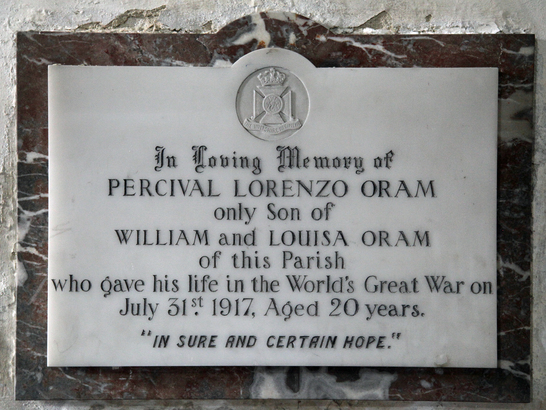 In Loving Memory of
PERCIVAL LORENZO ORAM
only Son of
WILLIAM and LOUISA ORAM
of this Parish
who gave his life in the World's Great War on
July 31st 1917, Aged 20 years.
"IN SURE AND CERTAIN HOPE."